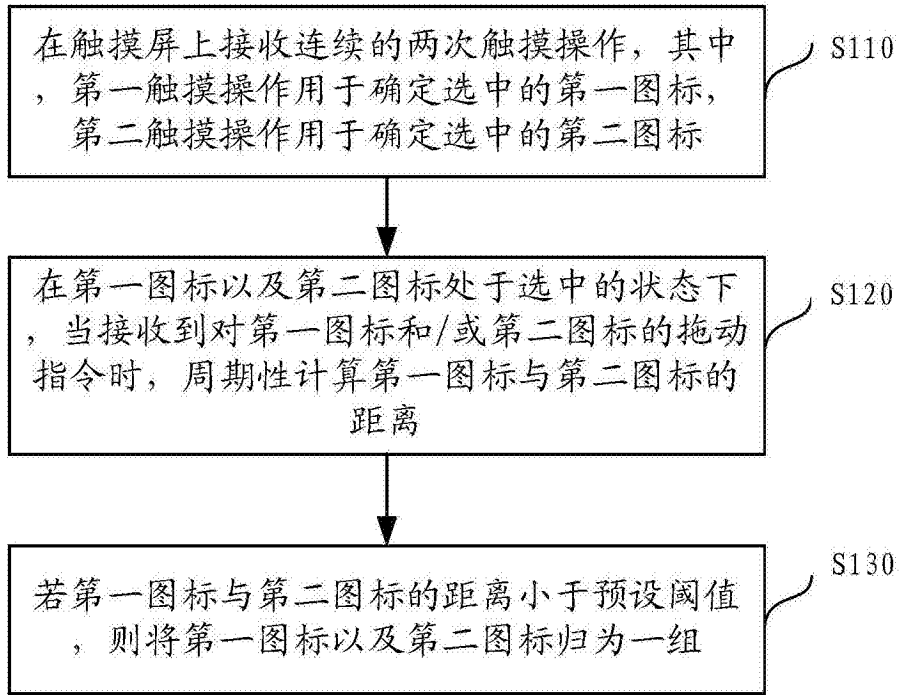 在触摸屏上接收连续的两次触摸操作，其中
，第一触摸操作用于确定选中的第一图标，
第二触摸操作用于确定选中的第二图标
S110
在第一图标以及第二图标处于选中的状态下
，当接收到对第一图标和/或第二图标的拖动
指令时，周期性计算第一图标与第二图标的
距离
S120
若第一图标与第二图标的距离小于预设阈值
，则将第一图标以及第二图标归为一组
S130